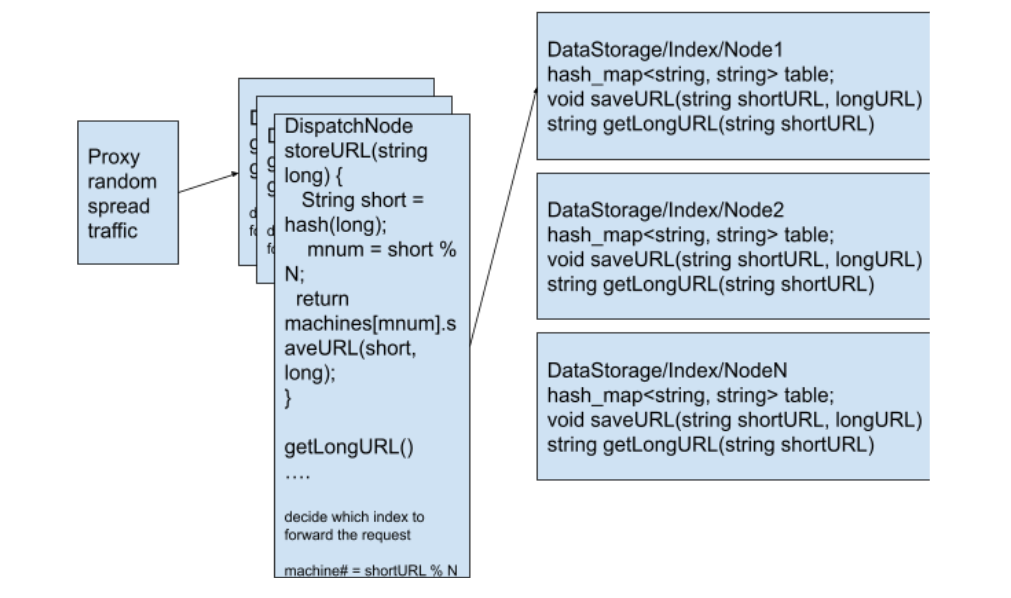 Proxy
random
spread
traffic
DispatchNode
storeURL(string
long) {
String short =
hash(long);
mnum = short %
N;
return
machines[mnum].s
aveURL(short,
long);
}
getLongURL()
....
decide which index to
forward the request
machine# = shortURL % N
DataStorage/Index/Node1
hash_map<string, string> table;
void saveURL(string shortURL, longURL)
string getLongURL(string shortURL)
DataStorage/Index/Node2
hash_map<string, string> table;
void saveURL(string shortURL, longURL)
string getLongURL(string shortURL)
DataStorage/Index/NodeN
hash_map<string, string> table;
void saveURL(string shortURL, longURL)
string getLongURL(string shortURL)